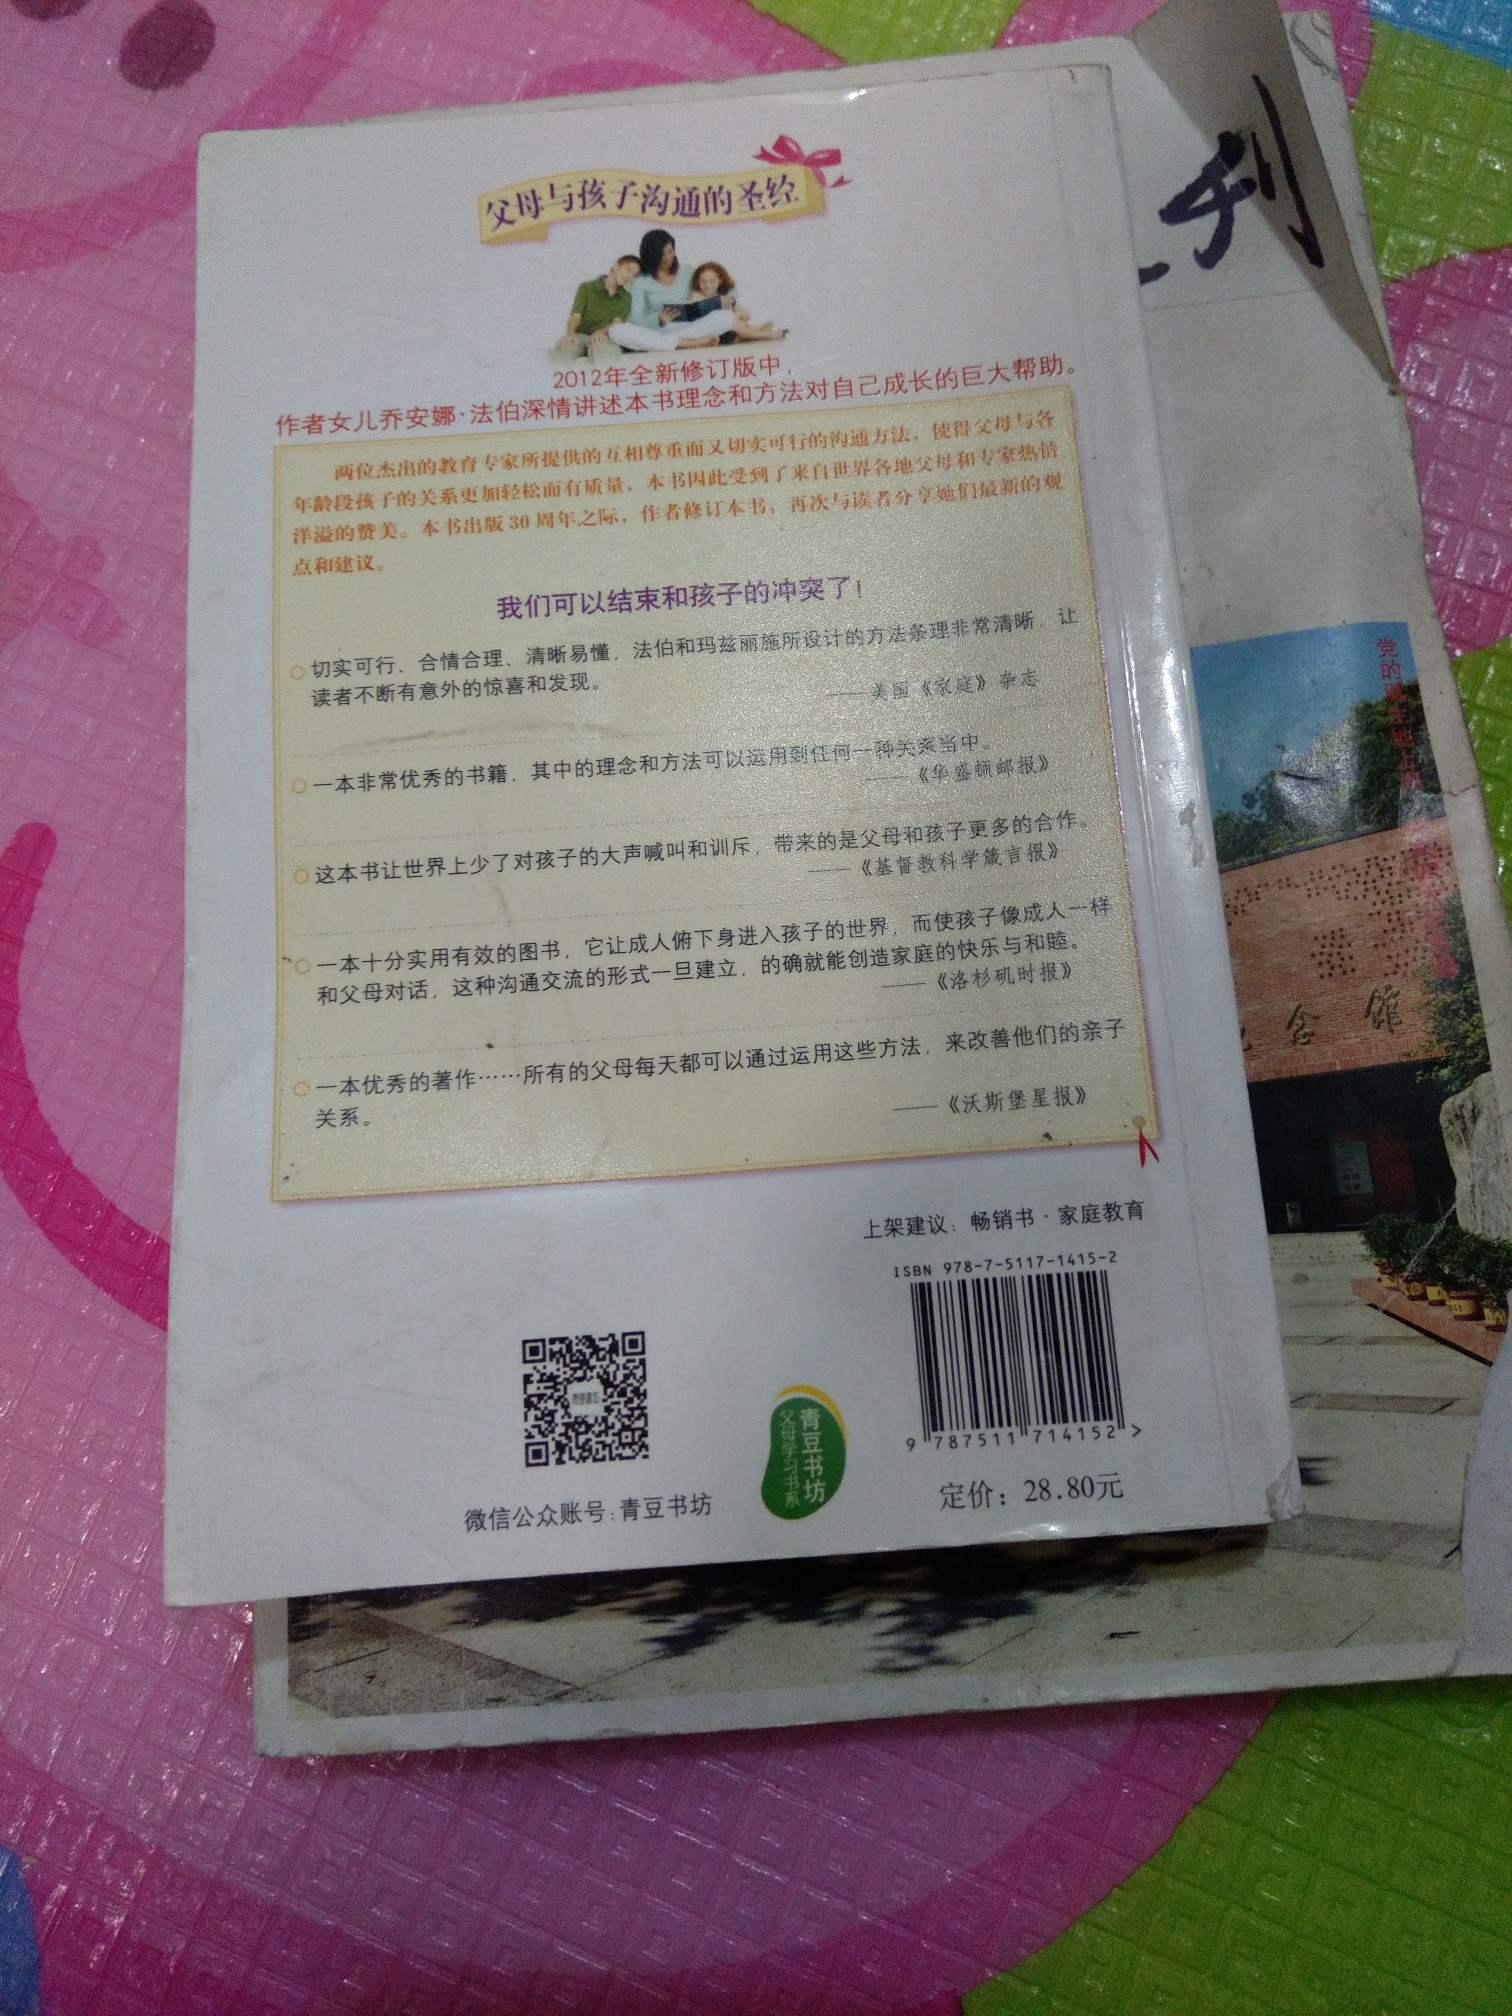 父母与孩子沟通的圣经
2012年全新修订版中，
作者女儿乔安娜·法伯深情讲述本书理念和方法对自己成长的巨大帮助。
两位杰出的教育专家所提供的互相尊重而又切实可行的沟通方法，使得父母与各
年龄段孩子的关系更加轻松而有质量，本书因此受到了来自世界各地父母和专家热情
洋溢的赞美。本书出版30周年之际，作者修订本书，再次与读者分享她们最新的观
点和建议。
我们可以结束和孩子的冲突了！
切实可行、合情合理、清晰易懂，法伯和玛兹丽施所设计的方法条理非常清晰，让
读者不断有意外的惊喜和发现。
——美国《家庭》杂志
一本非常优秀的书籍，其中的理念和方法可以运用到任何一种关系当中。
——《华盛顿邮报》
这本书让世界上少了对孩子的大声喊叫和训斥，带来的是父母和孩子更多的合作。
——《基督教科学箴言报》
一本十分实用有效的图书，它让成人俯下身进入孩子的世界，而使孩子像成人一样
和父母对话，这种沟通交流的形式一旦建立，的确就能创造家庭的快乐与和睦。
——《洛杉矶时报》
一本优秀的著作……所有的父母每天都可以通过运用这些方法，来改善他们的亲子
关系。
——《沃斯堡星报》
上架建议：畅销书·家庭教育
ISBN 978-7-5117-1415-2
9 787511 714152 >
定价：28.80元
青豆书坊
父母学习书系
微信公众账号：青豆书坊
刊
党的
念馆